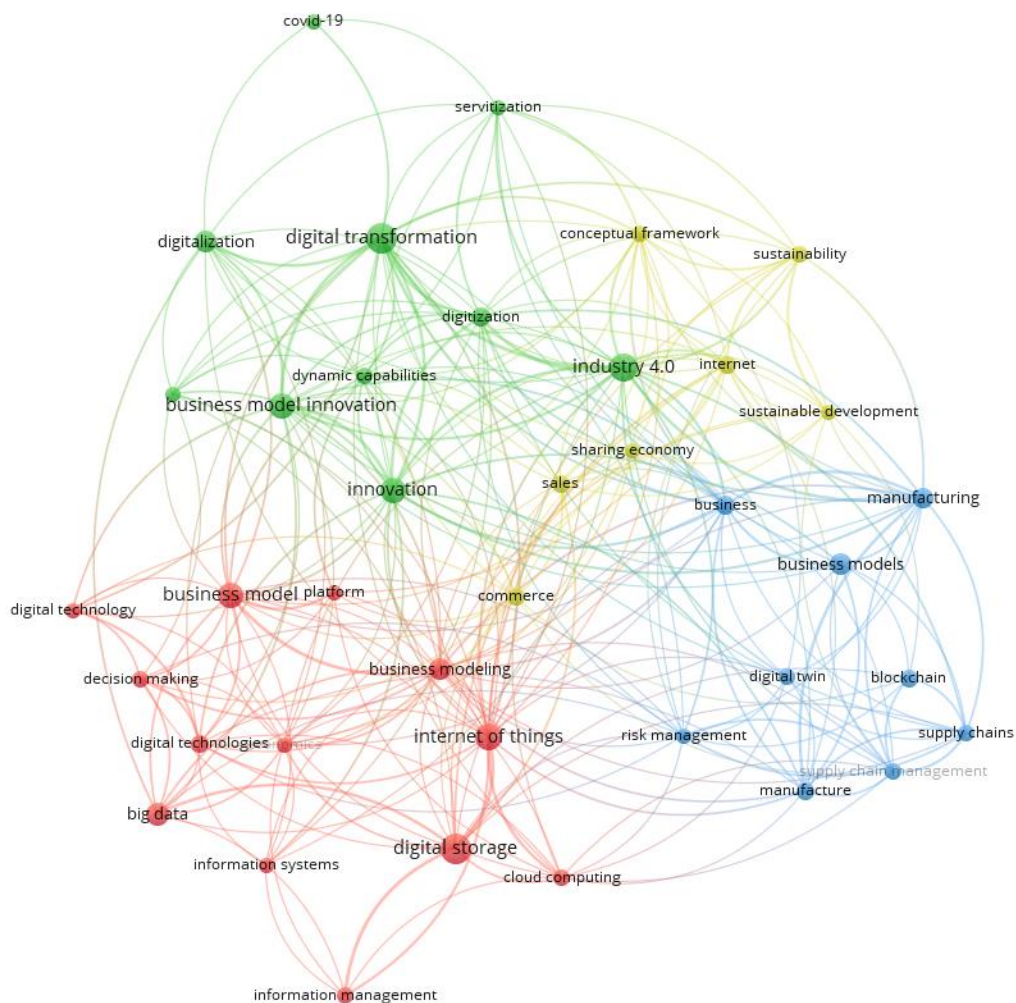 covid-19
servitization
conceptual framework
digital transformation
digitalization
sustainability
digitization
internet
industry 4.0
dynamic capabilities
business model innovation
sustainable development
sharing economy
sales
innovation
manufacturing
business
business models
business model
platform
commerce
digital technology
business modeling
decision making
digital twin
blockchain
internet of things
risk management
supply chains
digital technologies
supply chain management
manufacture
big data
digital storage
information systems
cloud computing
information management